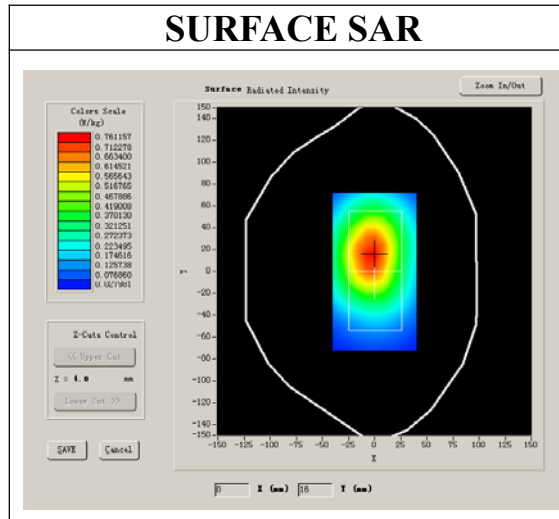 SURFACE SAR
Surface Radiated Intensity
Zoom In/Out
Colors Scale
(W/kg)
0.761157
0.712278
0.663400
0.614521
0.565643
0.516765
0.467886
0.419008
0.370130
0.321251
0.272373
0.223495
0.174616
0.125738
0.076860
0.027981
Z-Cuts Control
<< Upper Cut
Z = 4.0 mm
Lower Cut >>
SAVE Cancel
150
140
120
100
80
60
40
20
0
-20
-40
-60
-80
-100
-120
-140
-150
Y
-150 -125 -100 -75 -50 -25 0 25 50 75 100 125 150
X
0 X (mm) 16 Y (mm)